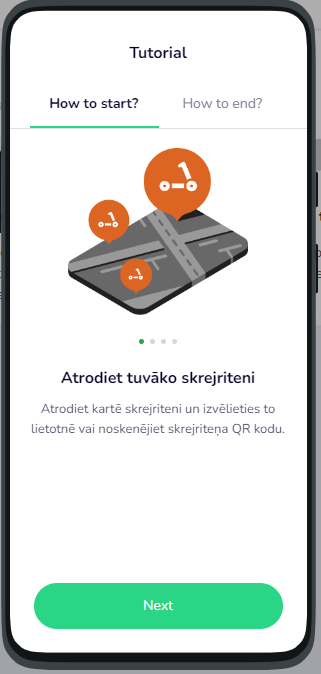 Tutorial
How to start?
How to end?
Atrodiet tuvāko skrejriteni
Atrodiet kartē skrejriteni un izvēlieties to
lietotnē vai noskenējiet skrejriteņa QR kodu.
Next